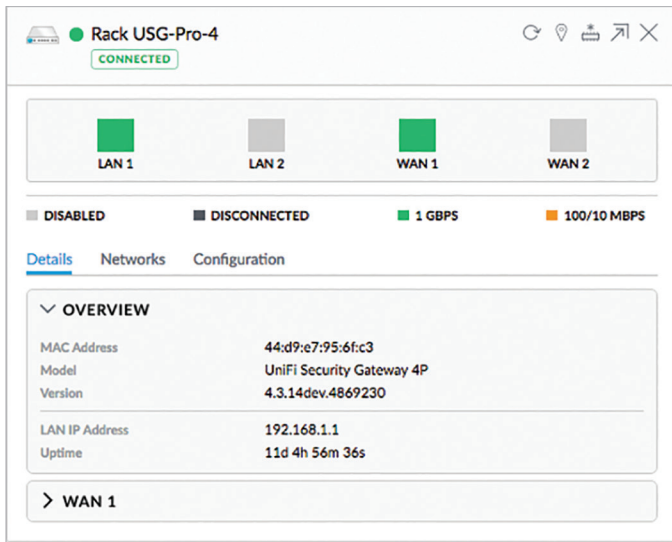 Rack USG-Pro-4
CONNECTED
LAN 1 LAN 2 WAN 1 WAN 2
DISABLED DISCONNECTED 1 GBPS 100/10 MBPS
Details Networks Configuration
OVERVIEW
MAC Address 44:d9:e7:95:6f:c3
Model UniFi Security Gateway 4P
Version 4.3.14dev.4869230
LAN IP Address 192.168.1.1
Uptime 11d 4h 56m 36s
WAN 1